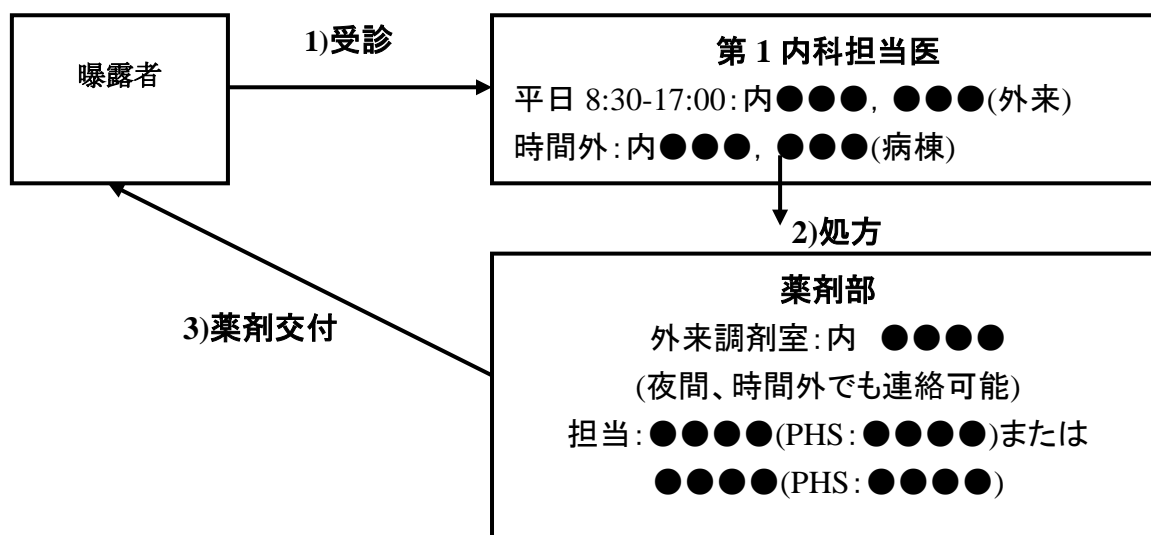 1)受診
曝露者
第 1 内科担当医
平日 8:30-17:00：内●●●，●●●(外来)
時間外：内●●●，●●●(病棟)
2)処方
薬剤部
外来調剤室：内　●●●●
(夜間、時間外でも連絡可能)
担当：●●●●(PHS：●●●●)または
●●●●(PHS：●●●●)
3)薬剤交付